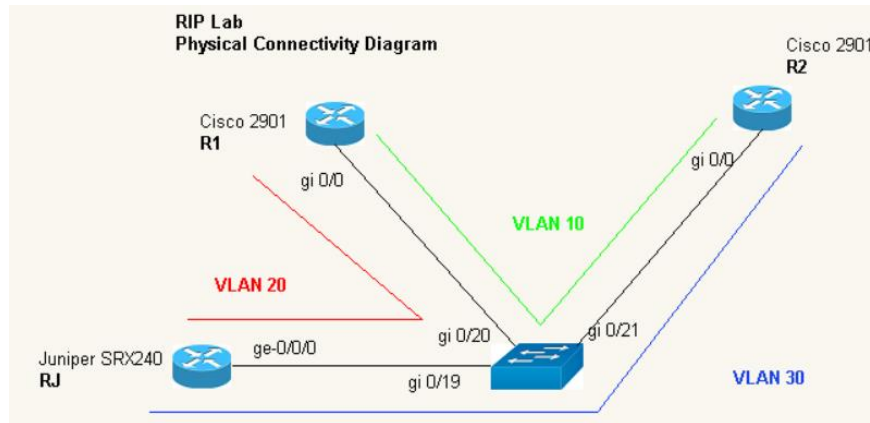 RIP Lab
Physical Connectivity Diagram
Cisco 2901
R2
Cisco 2901
R1
gi 0/0
gi 0/0
VLAN 10
VLAN 20
gi 0/20
gi 0/21
Juniper SRX240
RJ
ge-0/0/0
gi 0/19
VLAN 30